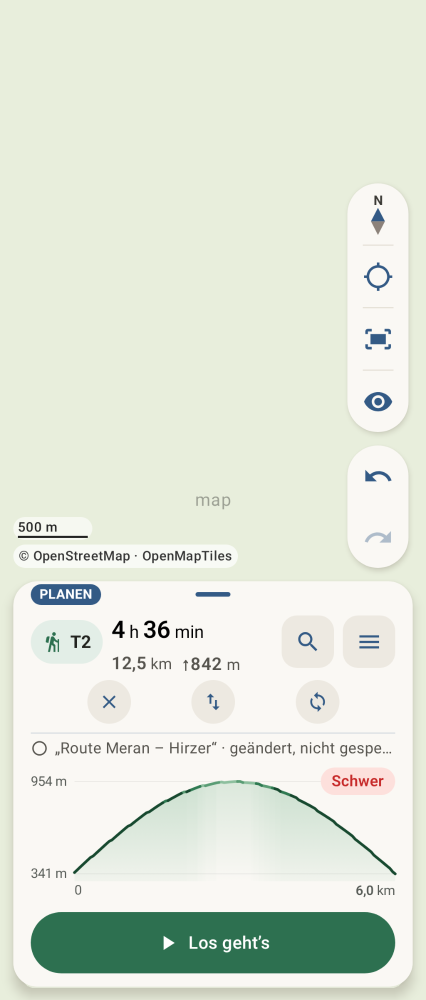 N
map
500 m
© OpenStreetMap · OpenMapTiles
PLANEN
T2
4 h 36 min
12,5 km ↑842 m
„Route Meran – Hirzer“ · geändert, nicht gespe…
954 m
Schwer
341 m
0
6,0 km
Los geht's